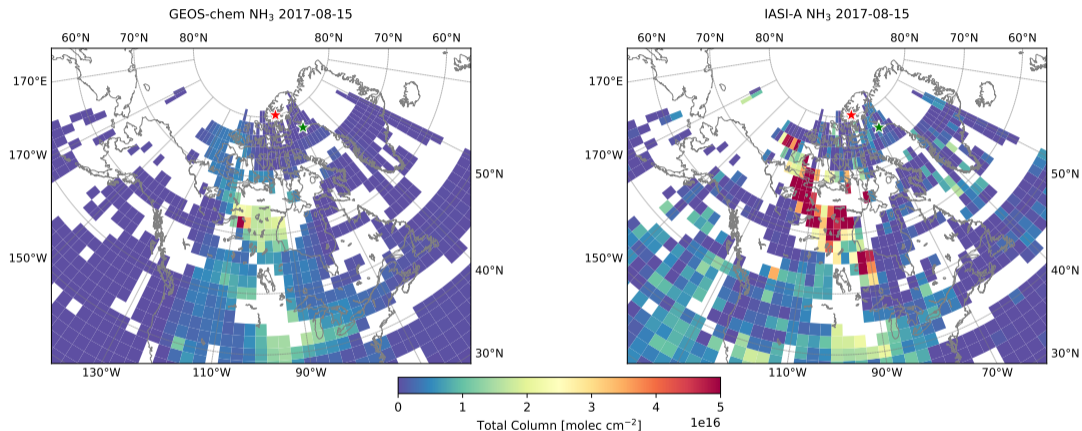 GEOS-chem NH3 2017-08-15
60°N 70°N 80°N 80°N 70°N 60°N
170°E
170°W
150°W
50°N
40°N
30°N
130°W 110°W 90°W
IASI-A NH3 2017-08-15
60°N 70°N 80°N 80°N 70°N 60°N
170°E
170°W
150°W
50°N
40°N
30°N
110°W 90°W 70°W
0 1 2 3 4 5
1e16
Total Column [molec cm−2]